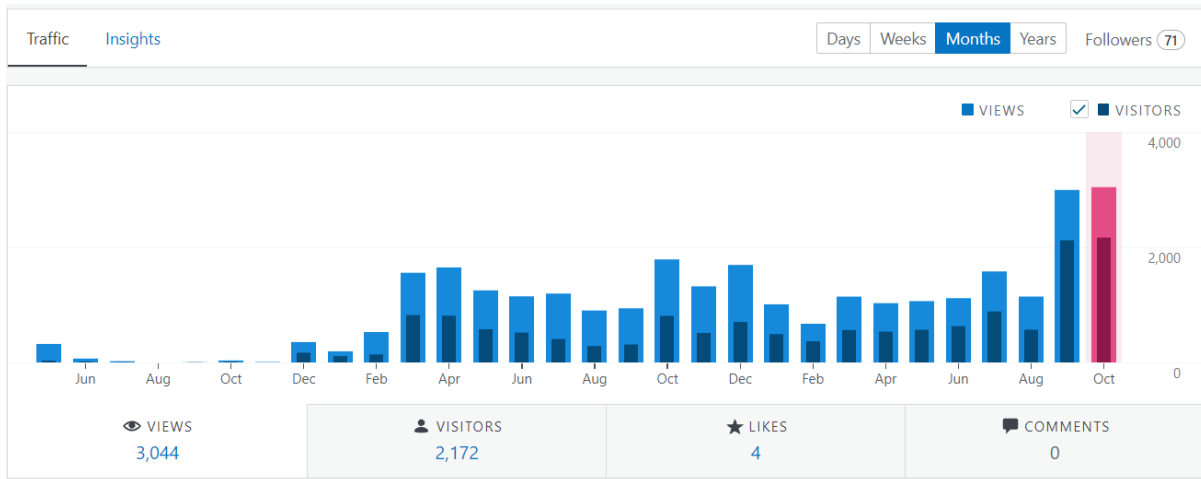 Traffic Insights Days Weeks Months Years Followers 71
VIEWS VISITORS
4,000
2,000
0
Jun Aug Oct Dec Feb Apr Jun Aug Oct Dec Feb Apr Jun Aug Oct
VIEWS VISITORS LIKES COMMENTS
3,044 2,172 4 0